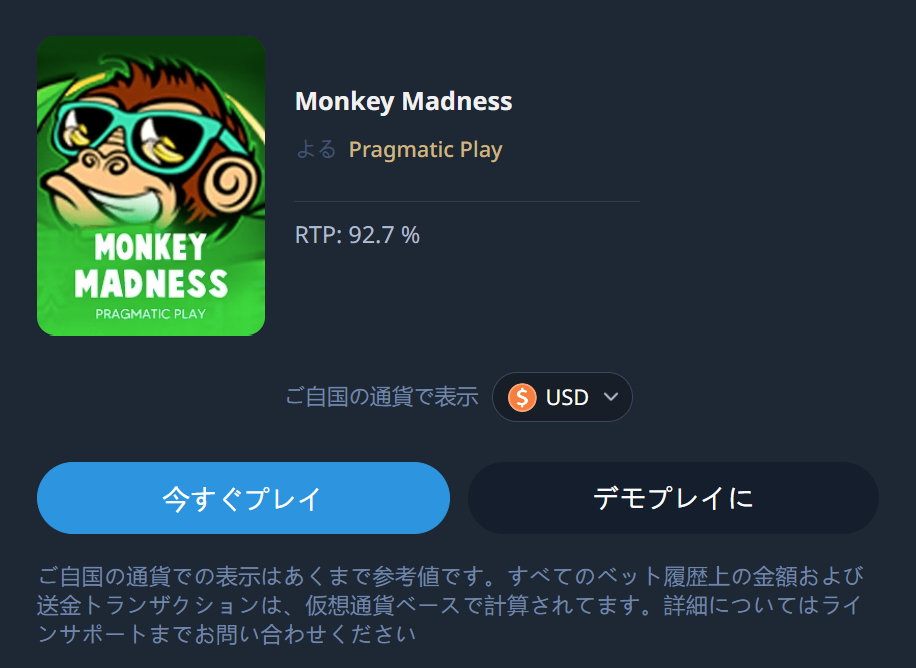 MONKEY
MADNESS
PRAGMATIC PLAY
Monkey Madness
よる Pragmatic Play
RTP: 92.7 %
ご自国の通貨で表示 $ USD
今すぐプレイ
デモプレイに
ご自国の通貨での表示はあくまで参考値です。すべてのベット履歴上の金額および
送金トランザクションは、仮想通貨ベースで計算されてます。詳細についてはライ
ンサポートまでお問い合わせください